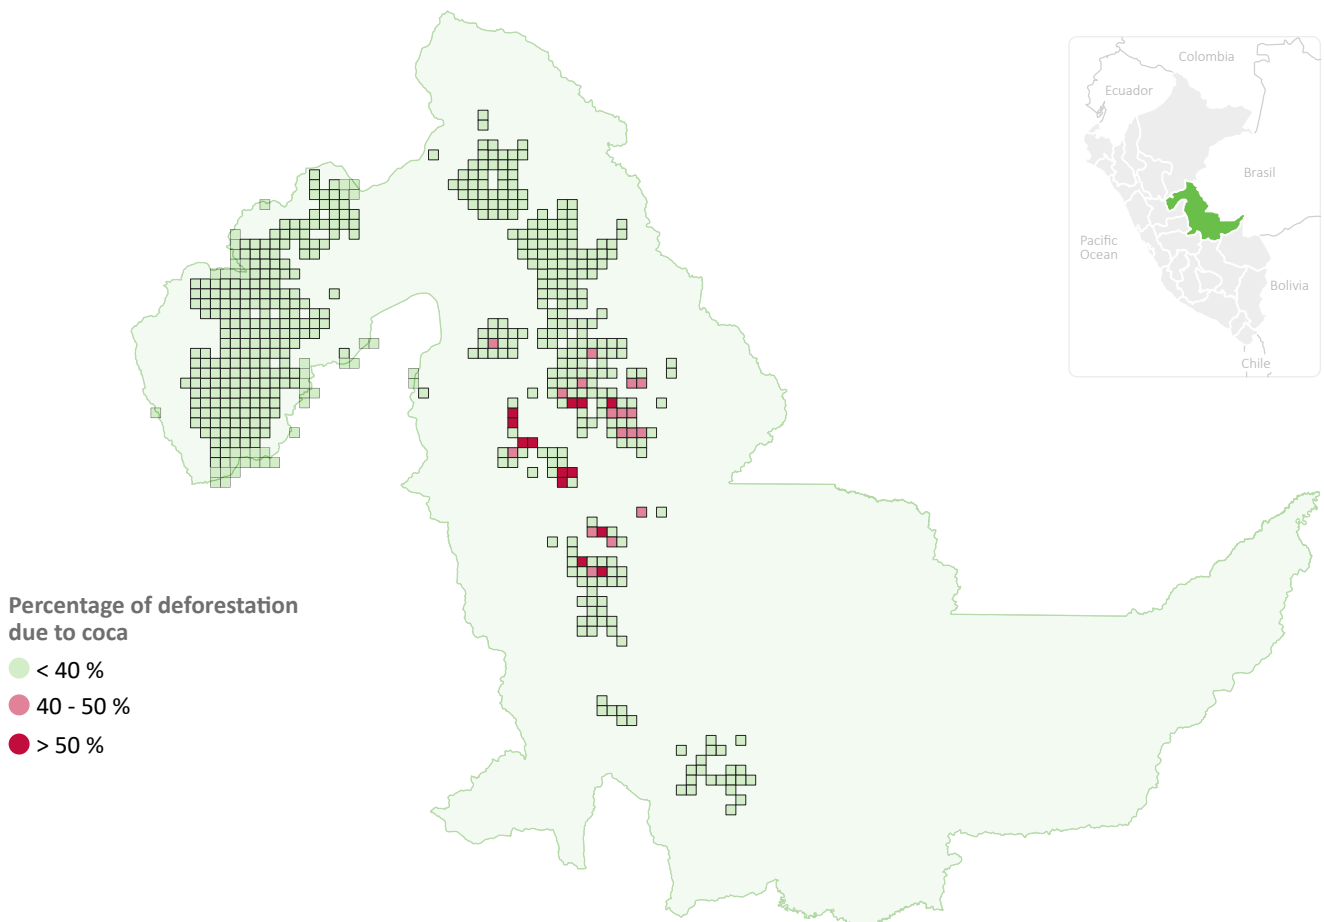 Colombia
Ecuador
Brasil
Pacific
Ocean
Bolivia
Chile
Percentage of deforestation
due to coca
< 40 %
40 - 50 %
> 50 %